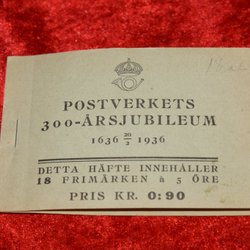 POSTVERKETS
300-ÅRSJUBILEUM
1636 20/2 1936
DETTA HÄFTE INNEHÅLLER
18 FRIMÄRKEN à 5 ÖRE
PRIS KR. 0:90